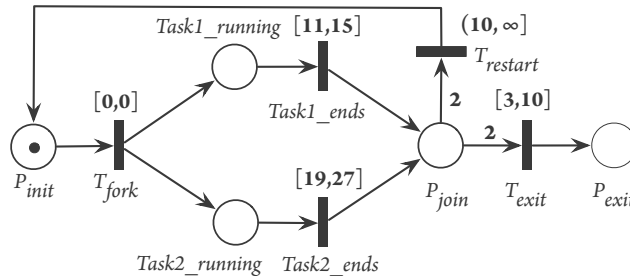 Task1_running
[11,15]
(10,∞]
T_restart
[0,0]
Task1_ends
2
[3,10]
2
P_init
T_fork
[19,27]
P_join
T_exit
P_exit
Task2_running
Task2_ends